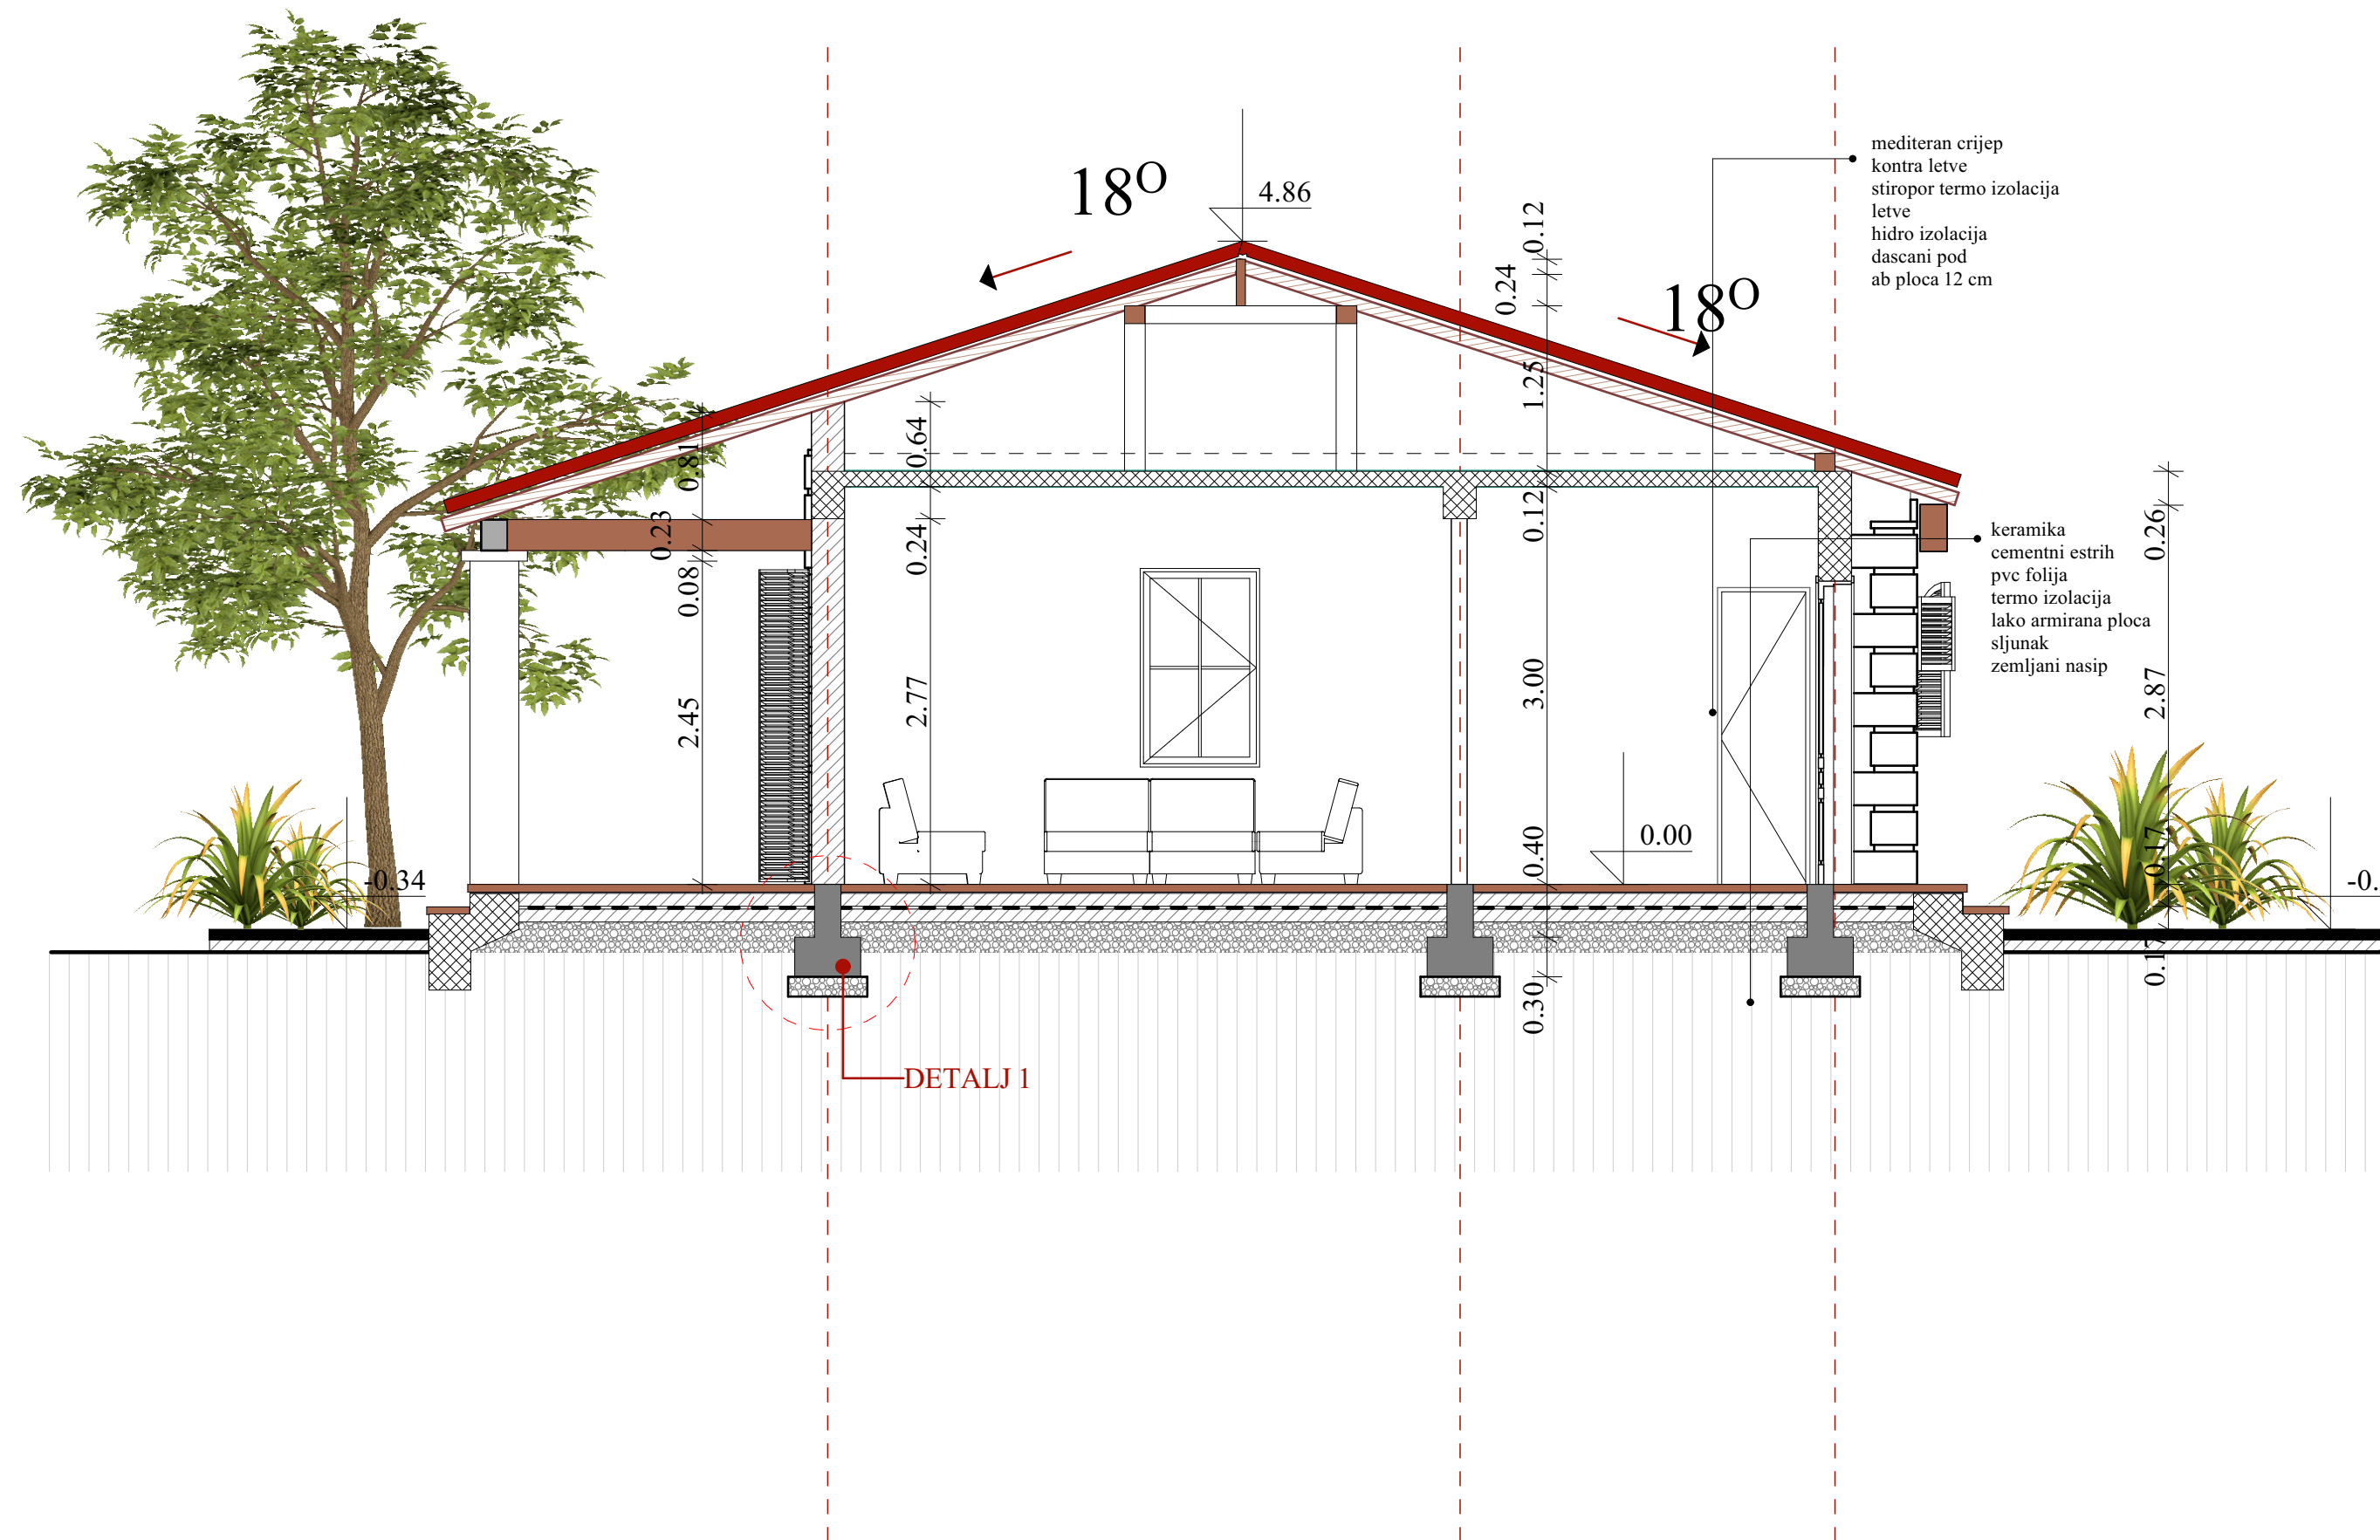 mediteran crijep
kontra letve
stiropor termo izolacija
letve
hidro izolacija
dascani pod
ab ploca 12 cm
18O
4.86
0.12
0.24
18O
1.25
0.64
0.81
0.23
0.24
0.12
0.26
keramika
cementni estrih
pvc folija
termo izolacija
lako armirana ploca
sljunak
zemljani nasip
0.08
2.45
2.77
3.00
2.87
0.40
0.00
0.17
-0.34
-0.
0.17
0.30
DETALJ 1